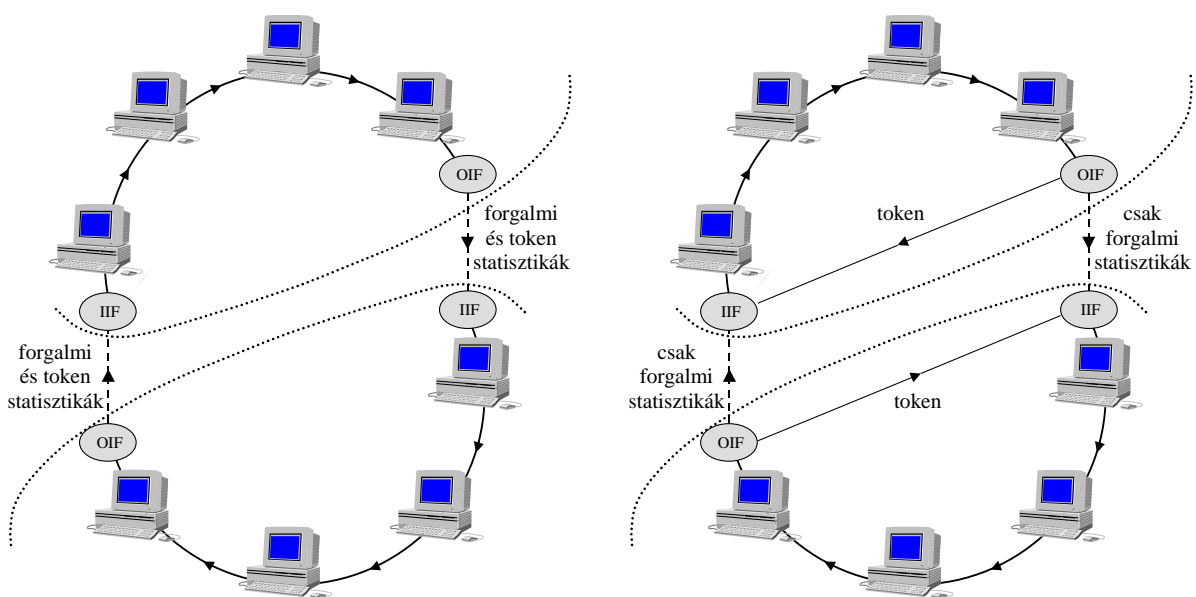 OIF
forgalmi
és token
statisztikák
IIF
IIF
forgalmi
és token
statisztikák
OIF
OIF
token
csak
forgalmi
statisztikák
IIF
IIF
csak
forgalmi
statisztikák
token
OIF